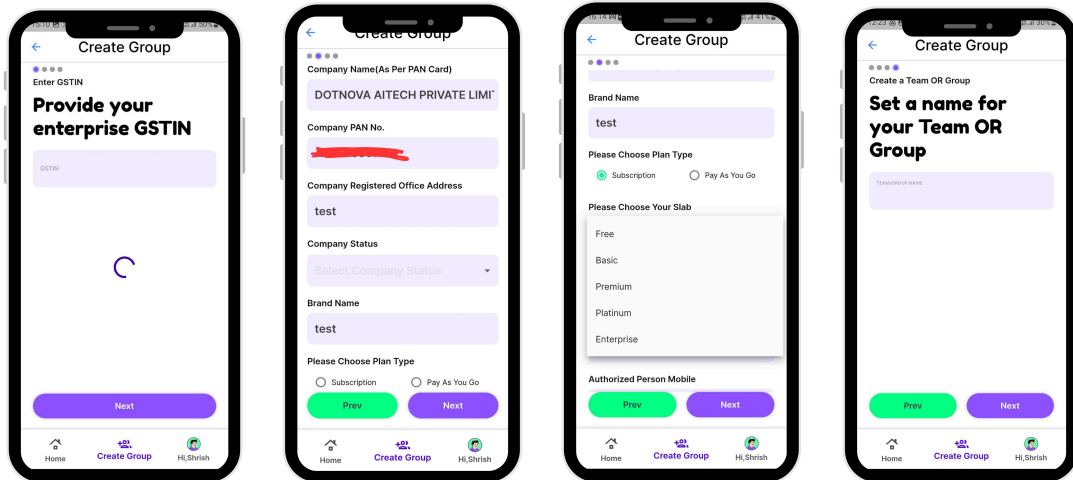 Create Group
Enter GSTIN
Provide your
enterprise GSTIN
GSTIN
Next
Home
Create Group
Hi,Shrish
Create Group
Company Name(As Per PAN Card)
DOTNOVA AITECH PRIVATE LIMI
Company PAN No.
Company Registered Office Address
test
Company Status
Select Company Status
Brand Name
test
Please Choose Plan Type
Subscription
Pay As You Go
Prev
Next
Home
Create Group
Hi,Shrish
16:14
41%
Create Group
Brand Name
test
Please Choose Plan Type
Subscription
Pay As You Go
Please Choose Your Slab
Free
Basic
Premium
Platinum
Enterprise
Authorized Person Mobile
Prev
Next
Home
Create Group
Hi,Shrish
Create Group
Create a Team OR Group
Set a name for
your Team OR
Group
TEAM/GROUP NAME
Prev
Next
Home
Create Group
Hi,Shrish